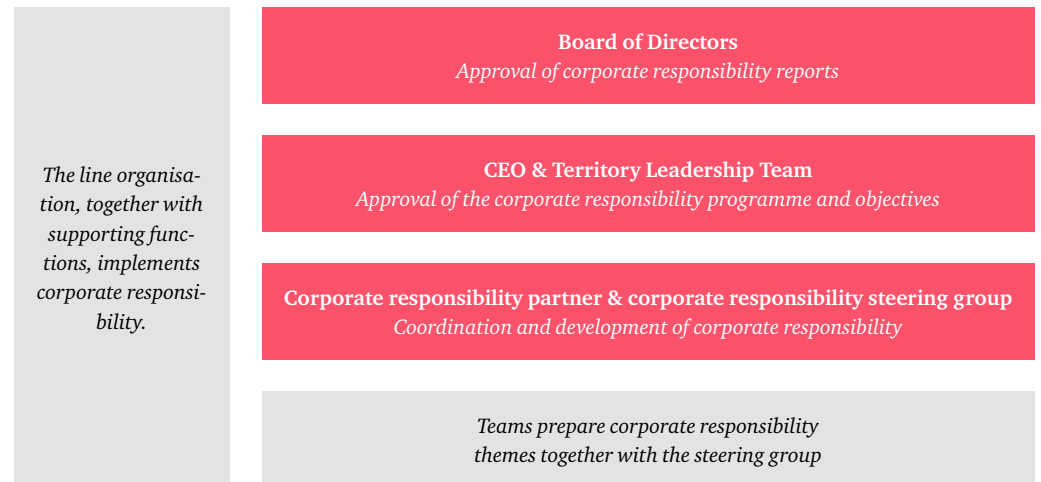 The line organisa-
tion, together with
supporting func-
tions, implements
corporate responsi-
bility.
Board of Directors
Approval of corporate responsibility reports
CEO & Territory Leadership Team
Approval of the corporate responsibility programme and objectives
Corporate responsibility partner & corporate responsibility steering group
Coordination and development of corporate responsibility
Teams prepare corporate responsibility
themes together with the steering group